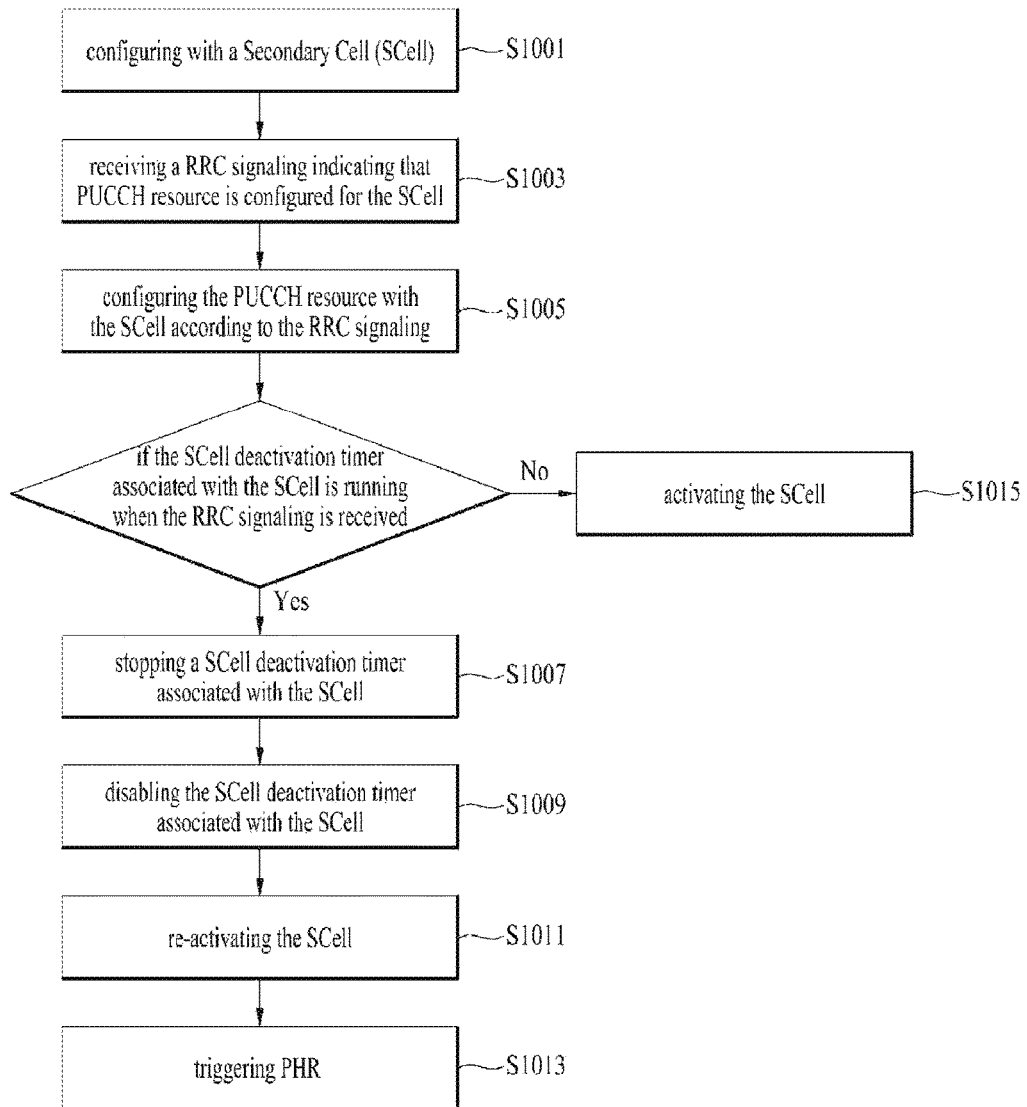 configuring with a Secondary Cell (SCell)
S1001
receiving a RRC signaling indicating that
PUCCH resource is configured for the SCell
S1003
configuring the PUCCH resource with
the SCell according to the RRC signaling
S1005
if the SCell deactivation timer
associated with the SCell is running
when the RRC signaling is received
No
activating the SCell
S1015
Yes
stopping a SCell deactivation timer
associated with the SCell
S1007
disabling the SCell deactivation timer
associated with the SCell
S1009
re-activating the SCell
S1011
triggering PHR
S1013